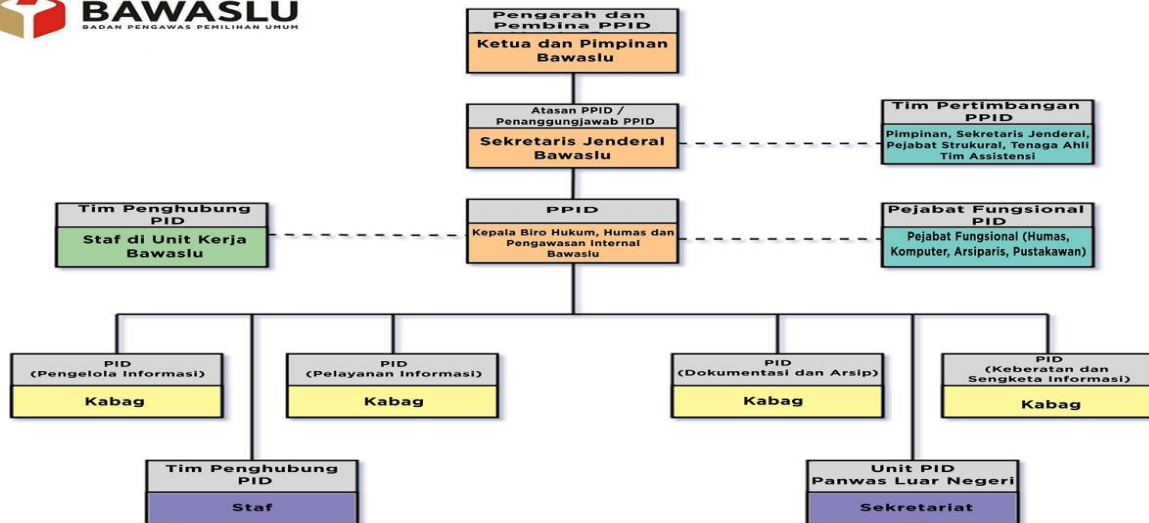 BAWASLU
BADAN PENGAWAS PEMILIHAN UMUM
Pengarah dan
Pembina PPID
Ketua dan Pimpinan
Bawaslu
Atasan PPID /
Penanggungjawab PPID
Sekretaris Jenderal
Bawaslu
Tim Pertimbangan
PPID
Pimpinan, Sekretaris Jenderal,
Pejabat Strukural, Tenaga Ahli
Tim Assistensi
Tim Penghubung
PID
Staf di Unit Kerja
Bawaslu
PPID
Kepala Biro Hukum, Humas dan
Pengawasan Internal
Bawaslu
Pejabat Fungsional
PID
Pejabat Fungsional (Humas,
Komputer, Arsiparis, Pustakawan)
PID
(Pengelola Informasi)
Kabag
PID
(Pelayanan Informasi)
Kabag
PID
(Dokumentasi dan Arsip)
Kabag
PID
(Keberatan dan
Sengketa Informasi)
Kabag
Tim Penghubung
PID
Staf
Unit PID
Panwas Luar Negeri
Sekretariat